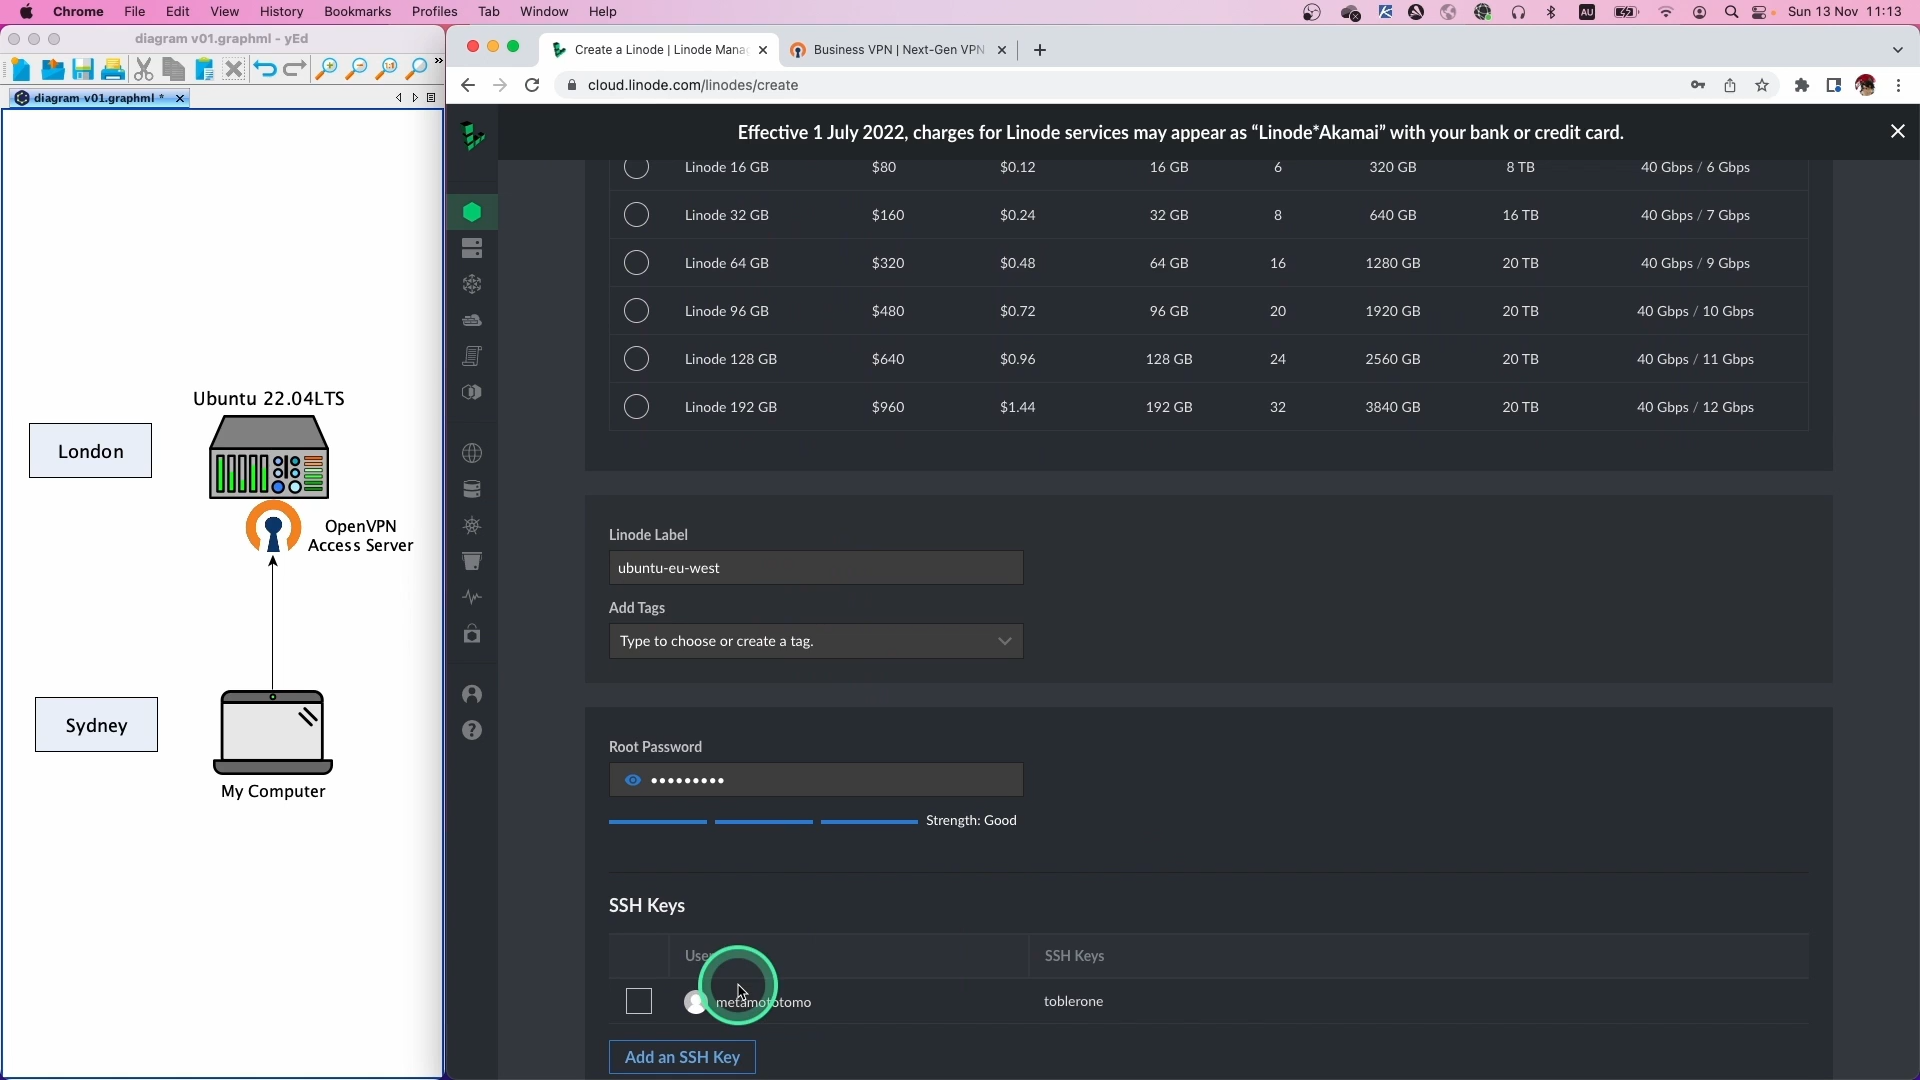 Chrome File Edit View History Bookmarks Profiles Tab Window Help AU Sun 13 Nov 11:13
diagram v01.graphml - yEd
diagram v01.graphml *
Ubuntu 22.04LTS
London
OpenVPN
Access Server
Sydney
My Computer
Create a Linode | Linode Mana
Business VPN | Next-Gen VPN
cloud.linode.com/linodes/create
Effective 1 July 2022, charges for Linode services may appear as “Linode*Akamai” with your bank or credit card.
Linode 16 GB $80 $0.12 16 GB 6 320 GB 8 TB 40 Gbps / 6 Gbps
Linode 32 GB $160 $0.24 32 GB 8 640 GB 16 TB 40 Gbps / 7 Gbps
Linode 64 GB $320 $0.48 64 GB 16 1280 GB 20 TB 40 Gbps / 9 Gbps
Linode 96 GB $480 $0.72 96 GB 20 1920 GB 20 TB 40 Gbps / 10 Gbps
Linode 128 GB $640 $0.96 128 GB 24 2560 GB 20 TB 40 Gbps / 11 Gbps
Linode 192 GB $960 $1.44 192 GB 32 3840 GB 20 TB 40 Gbps / 12 Gbps
Linode Label
ubuntu-eu-west
Add Tags
Type to choose or create a tag.
Root Password
•••••••••
Strength: Good
SSH Keys
User SSH Keys
metamototomo toblerone
Add an SSH Key